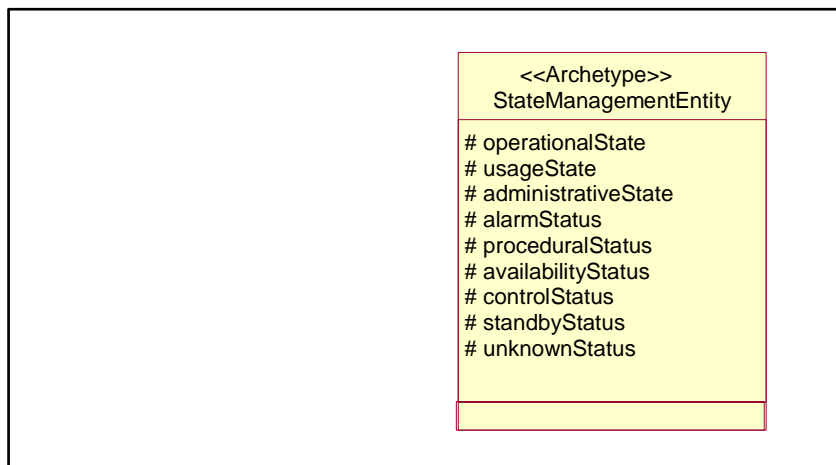 <<Archetype>>
StateManagementEntity
# operationalState
# usageState
# administrativeState
# alarmStatus
# proceduralStatus
# availabilityStatus
# controlStatus
# standbyStatus
# unknownStatus